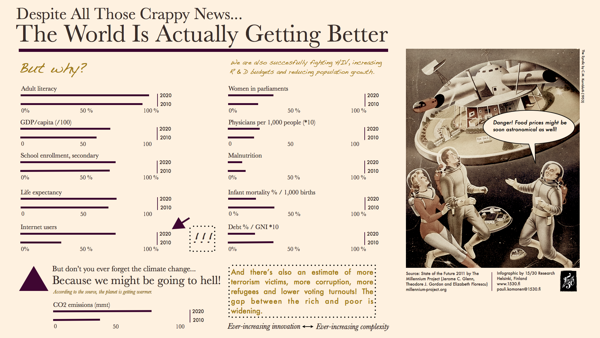 Despite All Those Crappy News...
The World Is Actually Getting Better
But why?
We are also succesfully fighting HIV, increasing
R & D budgets and reducing population growth.
Adult literacy
2020
2010
0% 50 % 100 %
GDP/capita (/100)
2020
2010
0 50 100
School enrollment, secondary
2020
2010
0% 50 % 100 %
Life expectancy
2020
2010
0 50 100
Internet users
2020
2010
0% 50 % 100 %
!!!
Women in parliaments
2020
2010
0% 50 % 100 %
Physicians per 1,000 people (*10)
2020
2010
0 50 100
Malnutrition
2020
2010
0% 50 % 100 %
Infant mortality % / 1,000 births
2020
2010
0 50 100
Debt % / GNI *10
2020
2010
0% 50 % 100 %
But don't you ever forget the climate change...
Because we might be going to hell!
According to the source, the planet is getting warmer.
CO2 emissions (mmt)
2020
2010
0 50 100
And there's also an estimate of more
terrorism victims, more corruption, more
refugees and lower voting turnouts! The
gap between the rich and poor is
widening.
Ever-increasing innovation ↔ Ever-increasing complexity
Danger! Food prices might be
soon astronomical as well!
Source: State of the Future 2011 by The
Millennium Project (Jerome C. Glenn,
Theodore J. Gordon and Elizabeth Florescu)
millennium-project.org
Infographic by 15/30 Research
Helsinki, Finland
www.1530.fi
pauli.komonen@1530.fi